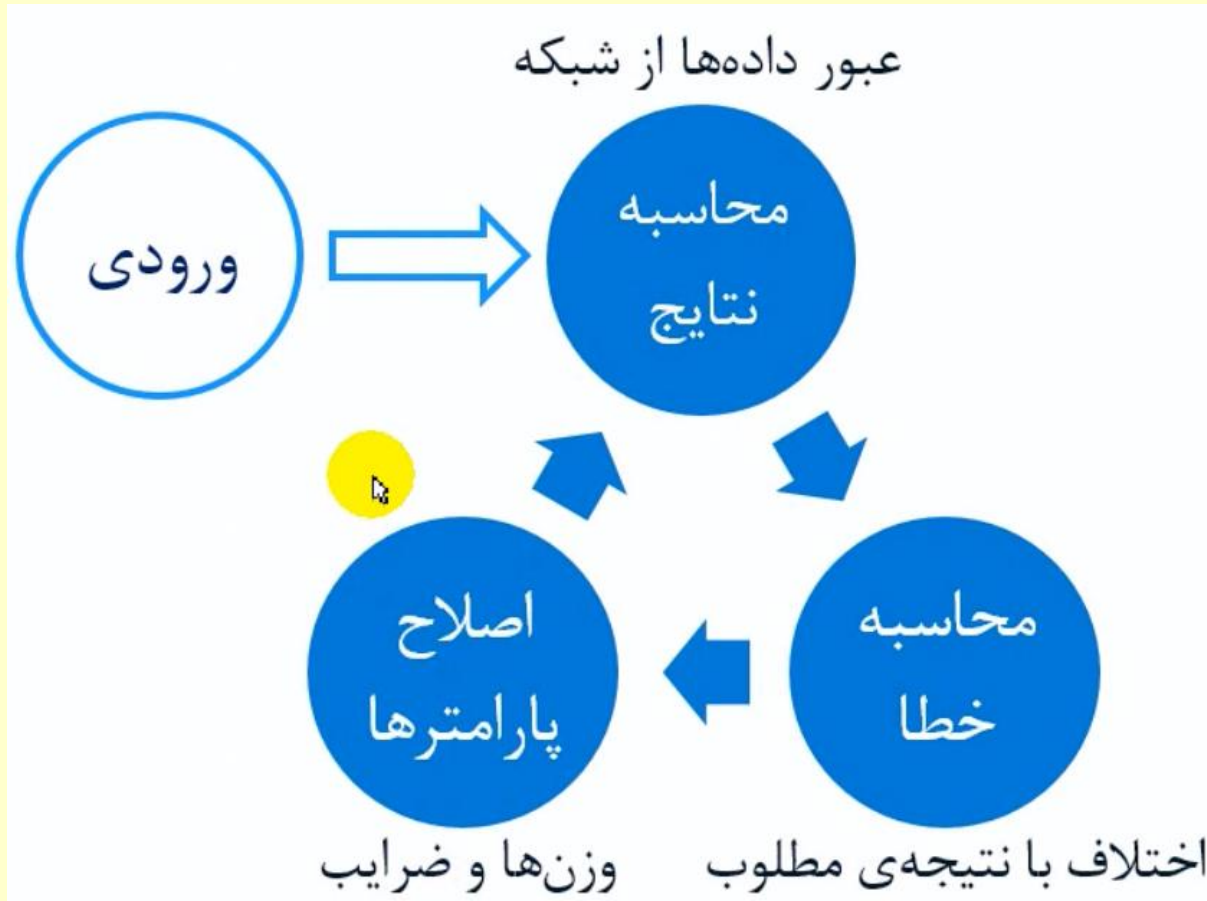 عبور داده‌ها از شبکه
ورودی
محاسبه
نتایج
محاسبه
خطا
اختلاف با نتیجه‌ی مطلوب
اصلاح
پارامترها
وزن‌ها و ضرایب